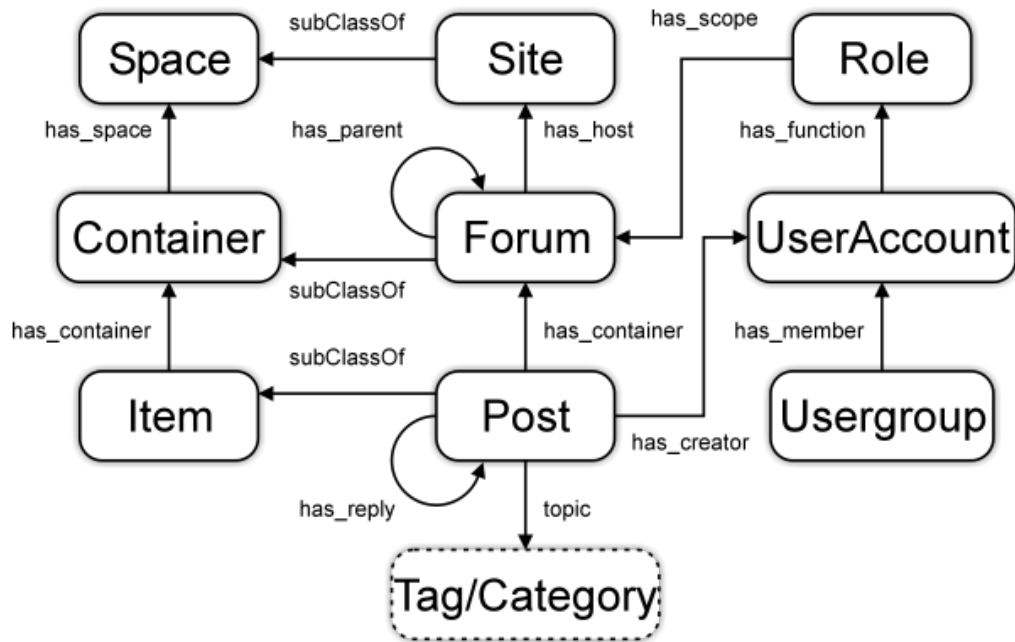 subClassOf
has_scope
Space
Site
Role
has_space
has_parent
has_host
has_function
Container
Forum
UserAccount
subClassOf
has_container
has_container
has_member
subClassOf
Item
Post
Usergroup
has_creator
has_reply
topic
Tag/Category